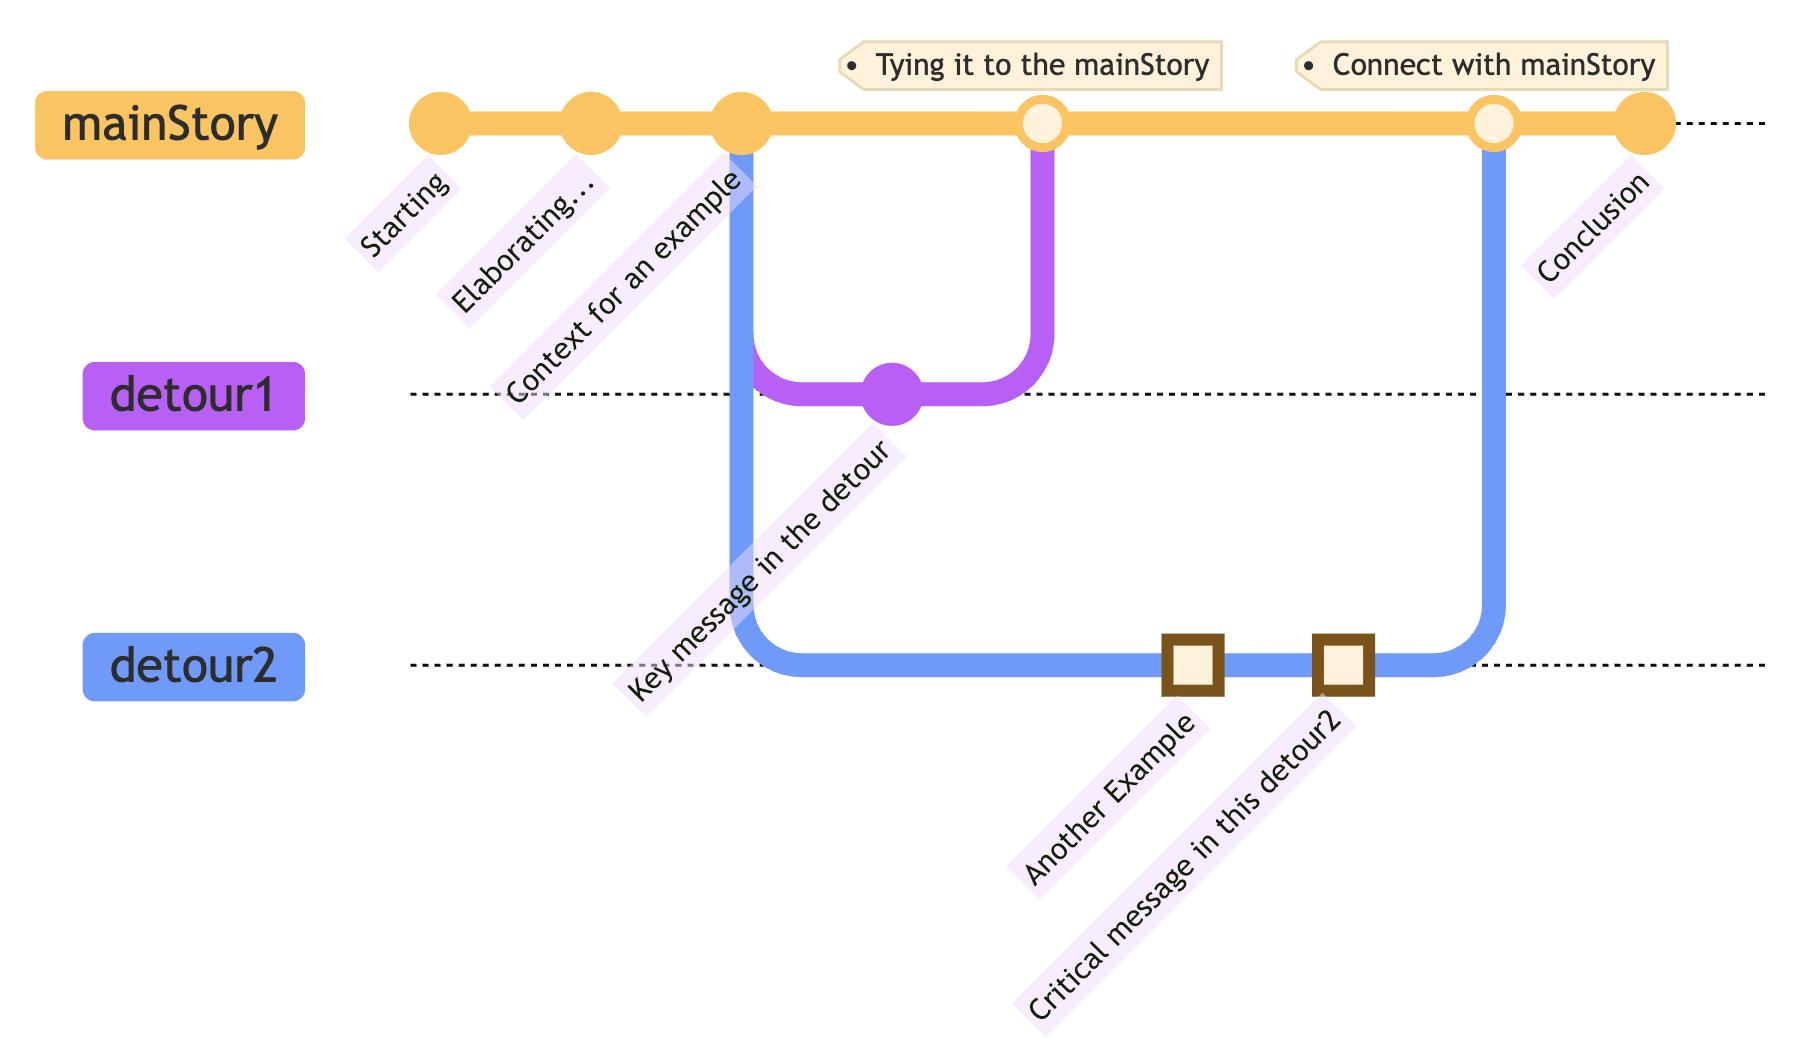 Tying it to the mainStory
Connect with mainStory
mainStory
Starting
Elaborating...
Context for an example
Conclusion
detour1
Key message in the detour
detour2
Another Example
Critical message in this detour2